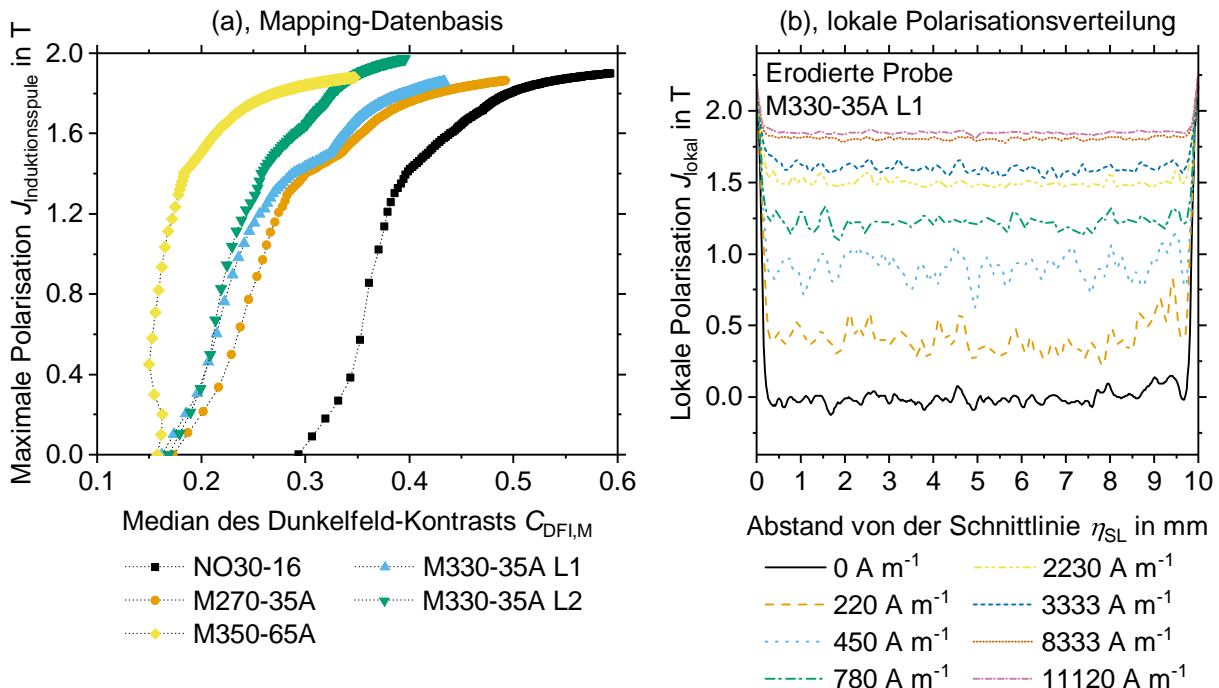 (a), Mapping-Datenbasis
Maximale Polarisation J_Induktionsspule in T
2.0
1.6
1.2
0.8
0.4
0.0
0.1
0.2
0.3
0.4
0.5
0.6
Median des Dunkelfeld-Kontrasts C_DFI,M
NO30-16
M270-35A
M350-65A
M330-35A L1
M330-35A L2
(b), lokale Polarisationsverteilung
Erodierte Probe
M330-35A L1
Lokale Polarisation J_lokal in T
2.0
1.5
1.0
0.5
0.0
0 1 2 3 4 5 6 7 8 9 10
Abstand von der Schnittlinie η_SL in mm
0 A m⁻¹
220 A m⁻¹
450 A m⁻¹
780 A m⁻¹
2230 A m⁻¹
3333 A m⁻¹
8333 A m⁻¹
11120 A m⁻¹